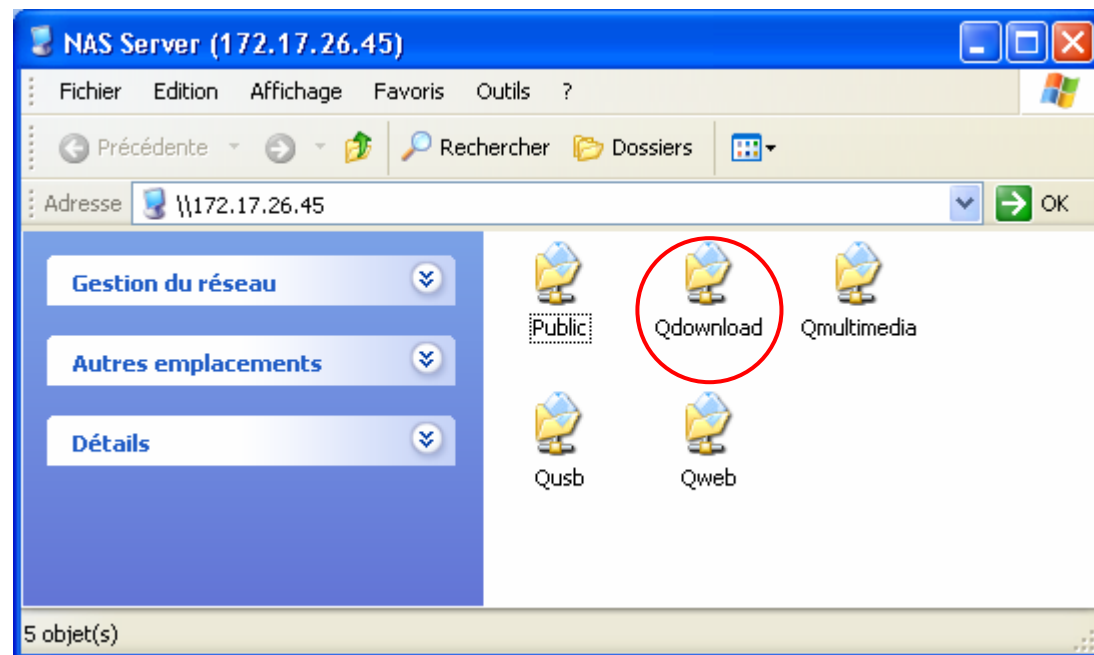 NAS Server (172.17.26.45)
Fichier Edition Affichage Favoris Outils ?
Précédente Rechercher Dossiers
Adresse \\172.17.26.45 OK
Gestion du réseau
Autres emplacements
Détails
Public Qdownload Qmultimedia
Qusb Qweb
5 objet(s)